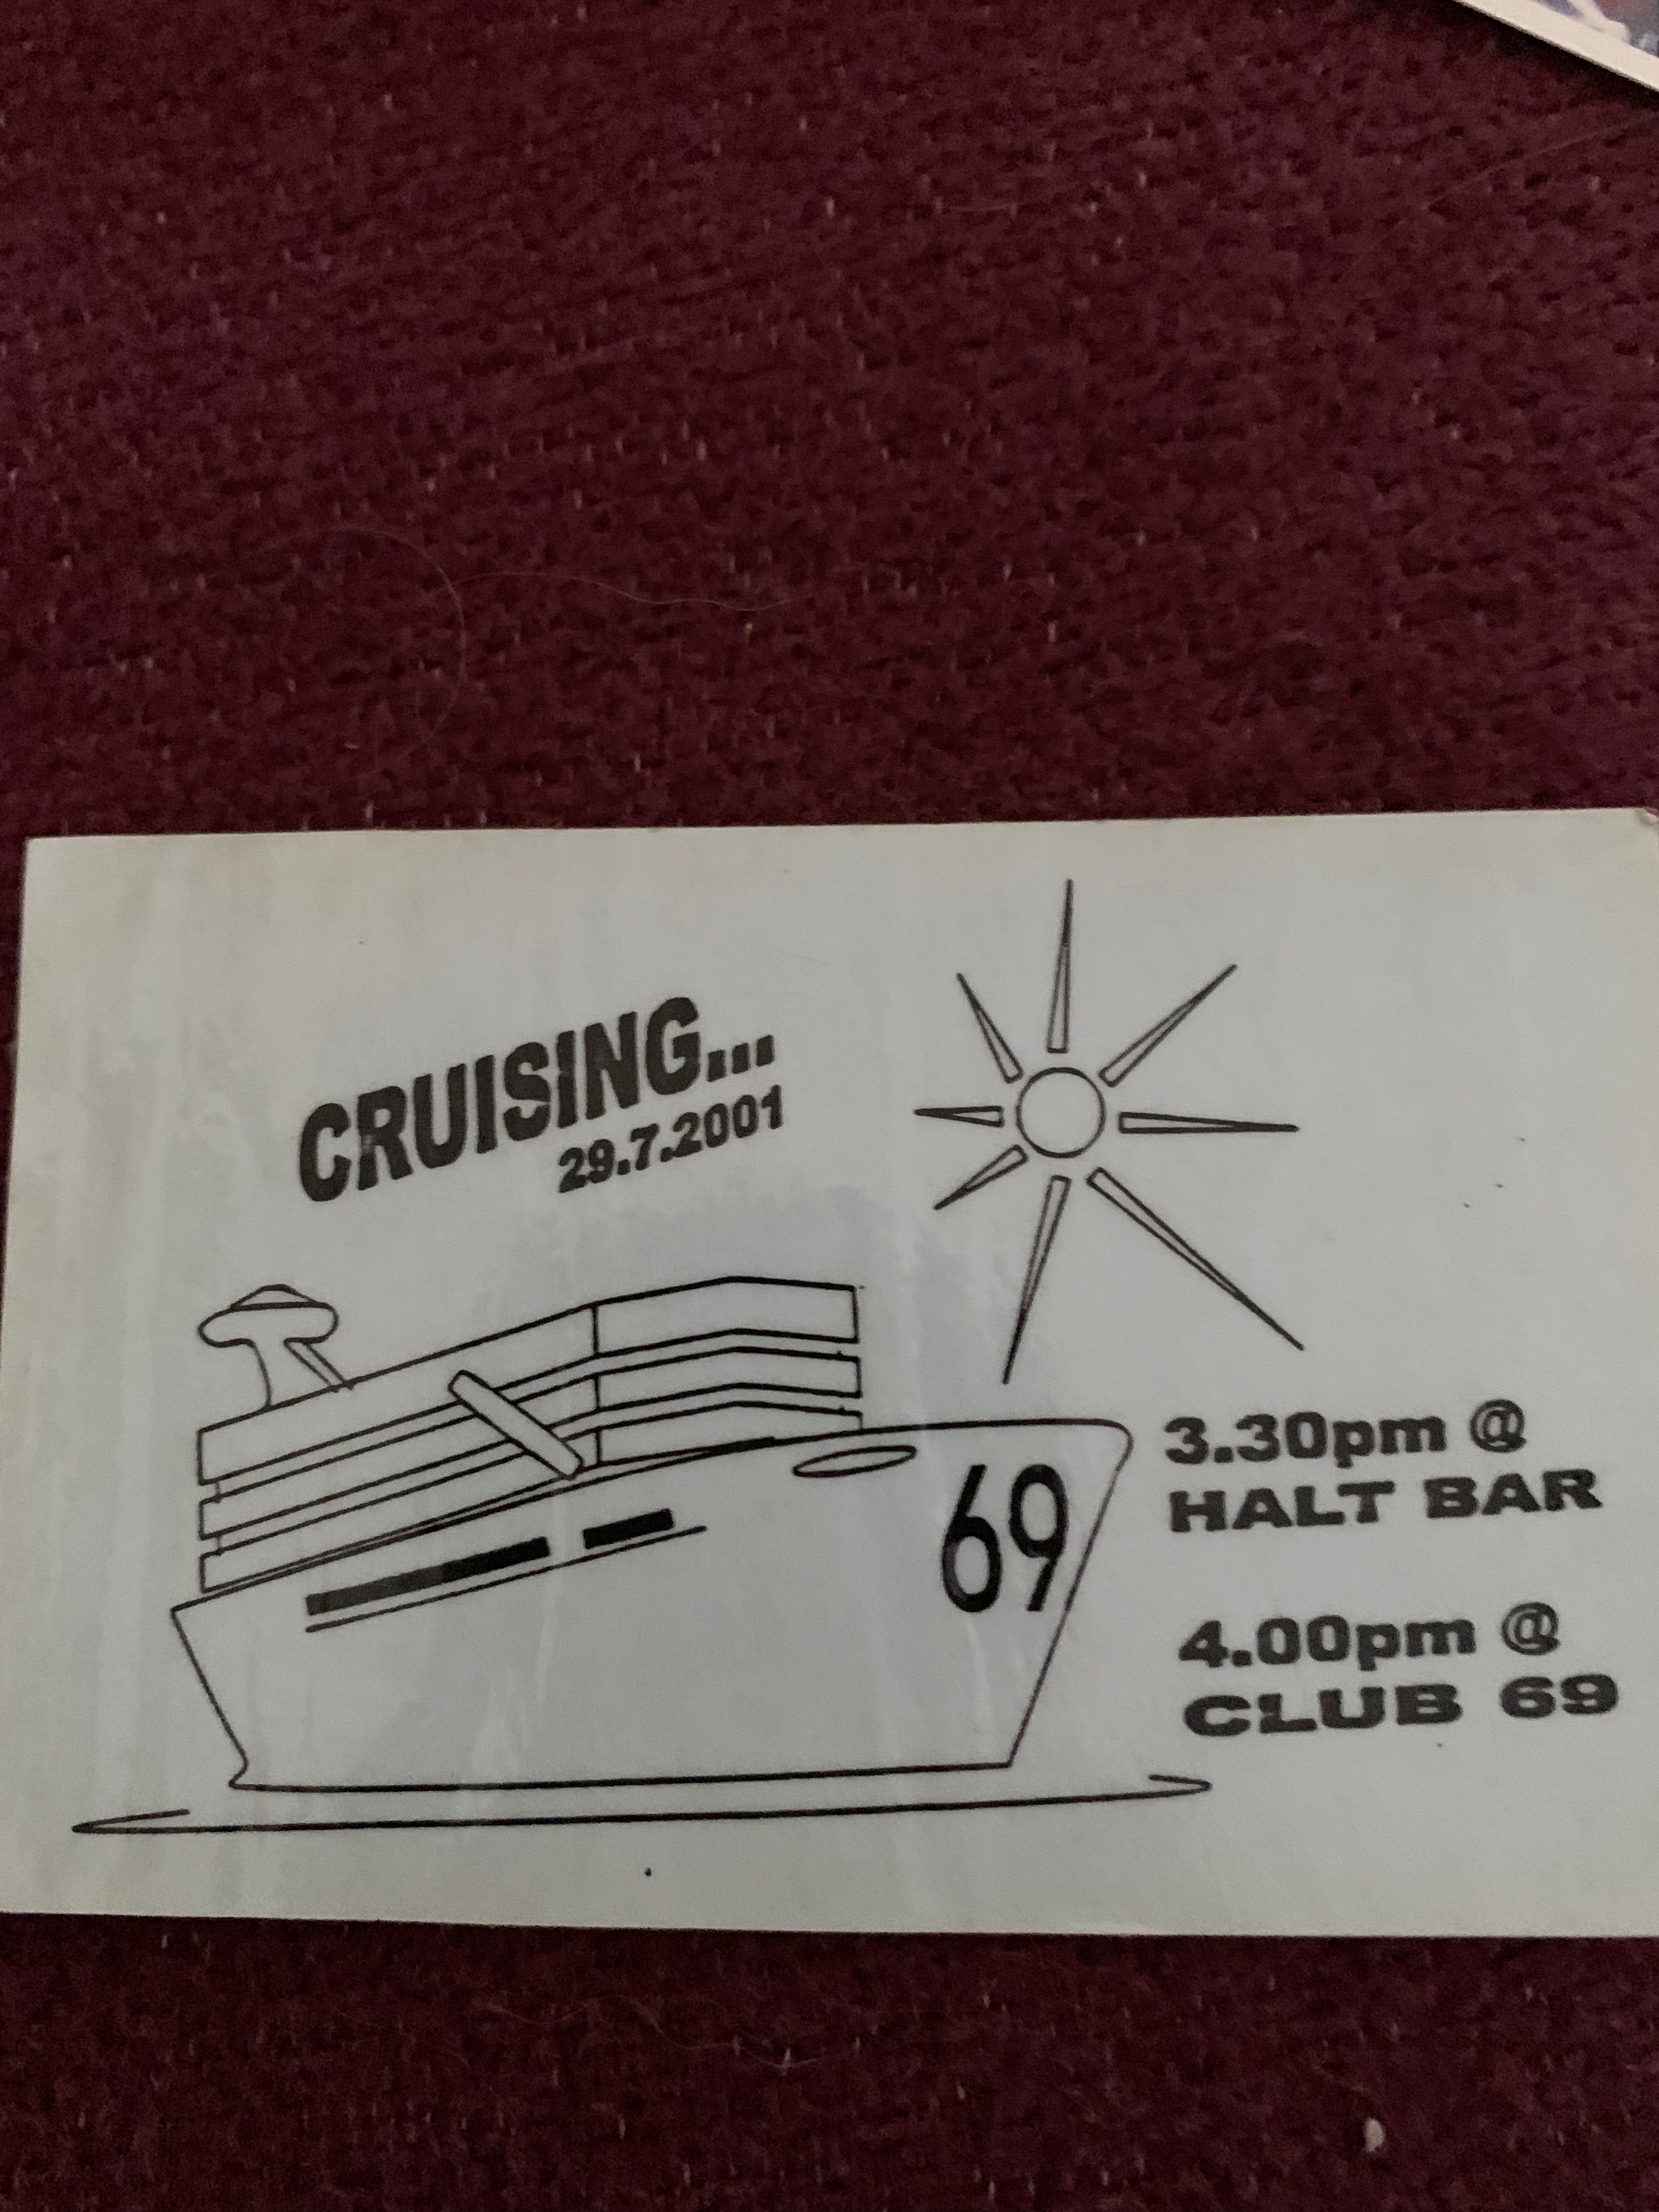 CRUISING...
29.7.2001
69
3.30pm @
HALT BAR
4.00pm @
CLUB 69